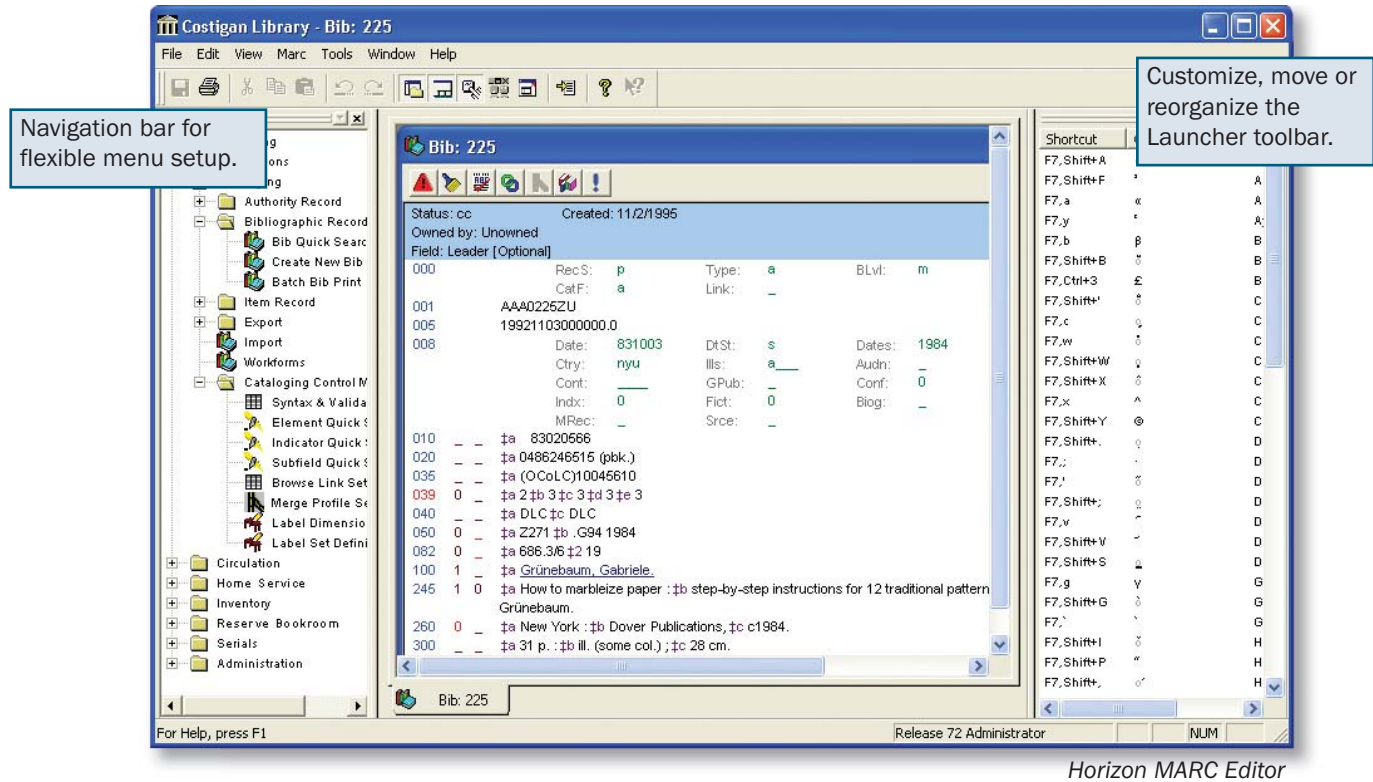 Costigan Library - Bib: 225
File Edit View Marc Tools Window Help
Navigation bar for
flexible menu setup.
Customize, move or
reorganize the
Launcher toolbar.
Authority Record
Bibliographic Record
Bib Quick Searc
Create New Bib
Batch Bib Print
Item Record
Export
Import
Workforms
Cataloging Control M
Syntax & Valida
Element Quick S
Indicator Quick
Subfield Quick S
Browse Link Set
Merge Profile Se
Label Dimensio
Label Set Defini
Circulation
Home Service
Inventory
Reserve Bookroom
Serials
Administration
Bib: 225
Status: cc Created: 11/2/1995
Owned by: Unowned
Field: Leader [Optional]
000 RecS: p Type: a BLvl: m
CatF: a Link: _
001 AAA0225ZU
005 19921103000000.0
008 Date: 831003 DtSt: s Dates: 1984
Ctry: nyu Ills: a___ Audn: _
Cont: ____ GPub: _ Conf: 0
Indx: 0 Fict: 0 Biog: _
MRec: _ Srce: _
010 _ _ ‡a 83020566
020 _ _ ‡a 0486246515 (pbk.)
035 _ _ ‡a (OCoLC)10045610
039 0 _ ‡a 2 ‡b 3 ‡c 3 ‡d 3 ‡e 3
040 _ _ ‡a DLC ‡c DLC
050 0 _ ‡a Z271 ‡b .G94 1984
082 0 _ ‡a 686.3/6 ‡2 19
100 1 _ ‡a Grünebaum, Gabriele.
245 1 0 ‡a How to marbleize paper : ‡b step-by-step instructions for 12 traditional pattern
Grünebaum.
260 0 _ ‡a New York : ‡b Dover Publications, ‡c c1984.
300 _ _ ‡a 31 p. : ‡b ill. (some col.) ; ‡c 28 cm.
Bib: 225
Shortcut
F7,Shift+A
F7,Shift+F A
F7,a α A
F7,y A
F7,b β B
F7,Shift+B B
F7,Ctrl+3 £ B
F7,Shift+' C
F7,c C
F7,w C
F7,Shift+W C
F7,Shift+X C
F7,x ^ C
F7,Shift+Y © C
F7,Shift+. D
F7,; D
F7,' D
F7,Shift+; D
F7,v D
F7,Shift+V D
F7,Shift+S D
F7,g γ G
F7,Shift+G G
F7,` ` G
F7,Shift+I H
F7,Shift+P H
F7,Shift+, H
For Help, press F1
Release 72 Administrator
NUM
Horizon MARC Editor